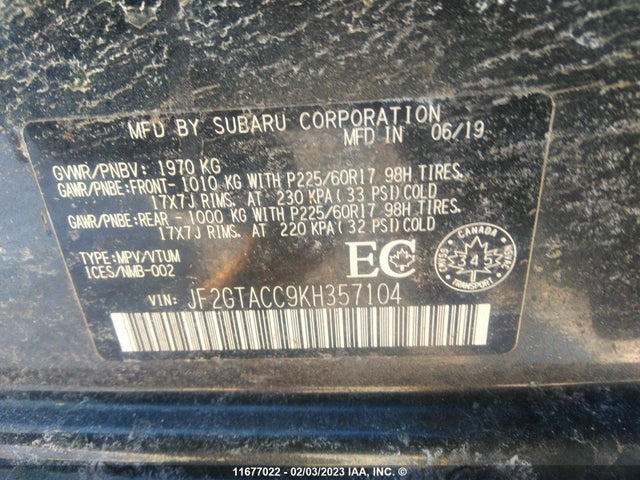 MFD BY SUBARU CORPORATION
MFD IN 06/19
GVWR/PNBV: 1970 KG
GAWR/PNBE:FRONT- 1010 KG WITH P225/60R17 98H TIRES.
17X7J RIMS. AT 230 KPA(33 PSI)COLD
GAWR/PNBE:REAR - 1000 KG WITH P225/60R17 98H TIRES.
17X7J RIMS. AT 220 KPA(32 PSI)COLD
TYPE:MPV/VTUM
ICES/NMB-002
EC
CANADA
345
TRANSPORT
VIN: JF2GTACC9KH357104
11677022 - 02/03/2023 IAA, INC. ©